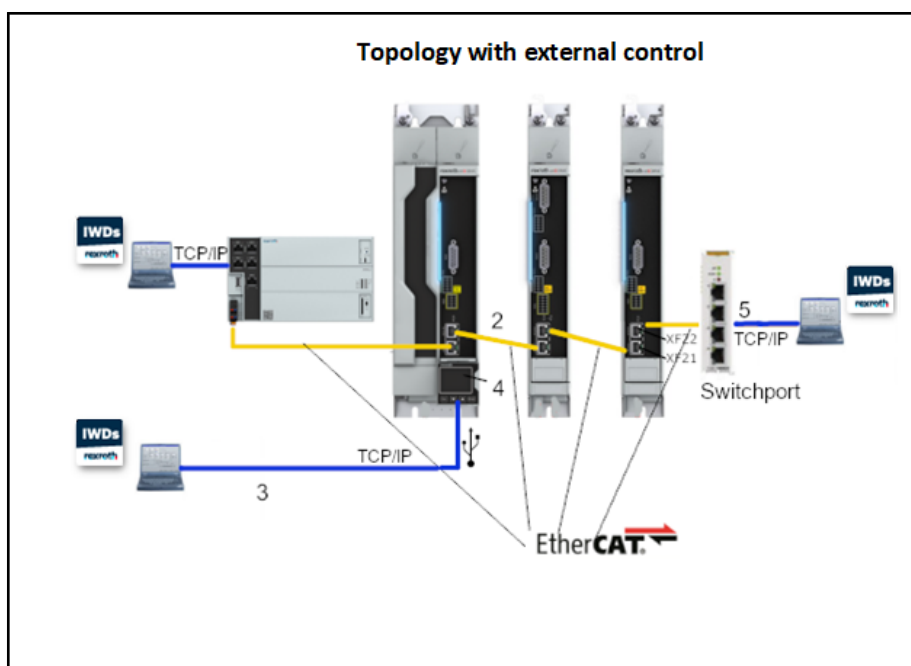 Topology with external control
IWDs
rexroth
TCP/IP
2
XF22
XF21
5
TCP/IP
IWDs
rexroth
Switchport
4
IWDs
rexroth
TCP/IP
3
EtherCAT.